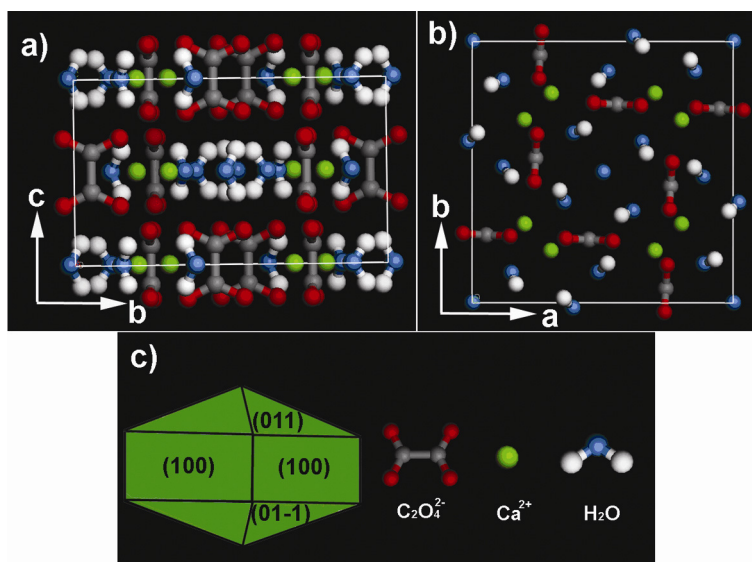 a)
c
b
b)
b
a
c)
(011)
(100) (100)
(01-1)
C₂O₄²⁻ Ca²⁺ H₂O